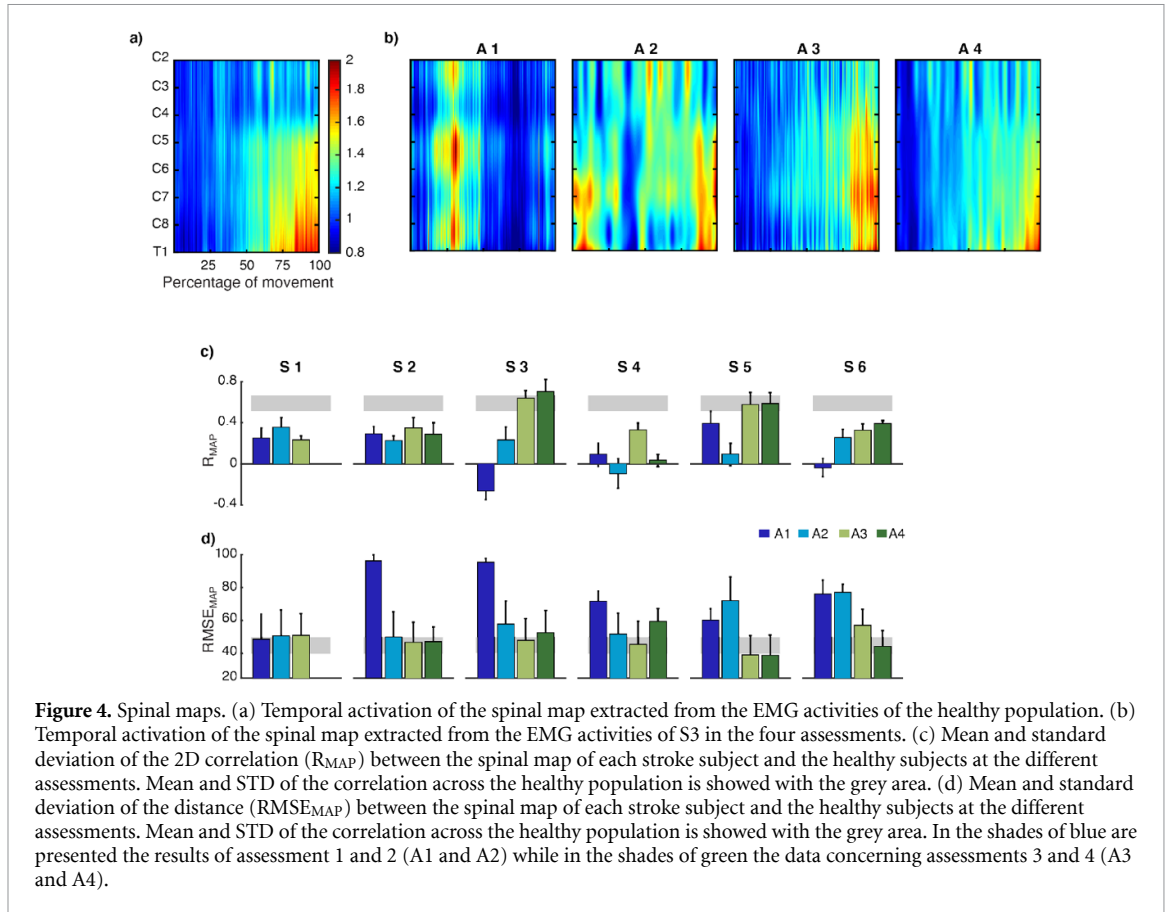 a)
b)
A 1
A 2
A 3
A 4
C2
C3
C4
C5
C6
C7
C8
T1
2
1.8
1.6
1.4
1.2
1
0.8
25
50
75
100
Percentage of movement
c)
S 1
S 2
S 3
S 4
S 5
S 6
0.8
0.4
0
-0.4
RMAP
A1
A2
A3
A4
d)
100
80
60
40
20
RMSEMAP
Figure 4. Spinal maps. (a) Temporal activation of the spinal map extracted from the EMG activities of the healthy population. (b)
Temporal activation of the spinal map extracted from the EMG activities of S3 in the four assessments. (c) Mean and standard
deviation of the 2D correlation (RMAP) between the spinal map of each stroke subject and the healthy subjects at the different
assessments. Mean and STD of the correlation across the healthy population is showed with the grey area. (d) Mean and standard
deviation of the distance (RMSEMAP) between the spinal map of each stroke subject and the healthy subjects at the different
assessments. Mean and STD of the correlation across the healthy population is showed with the grey area. In the shades of blue are
presented the results of assessment 1 and 2 (A1 and A2) while in the shades of green the data concerning assessments 3 and 4 (A3
and A4).